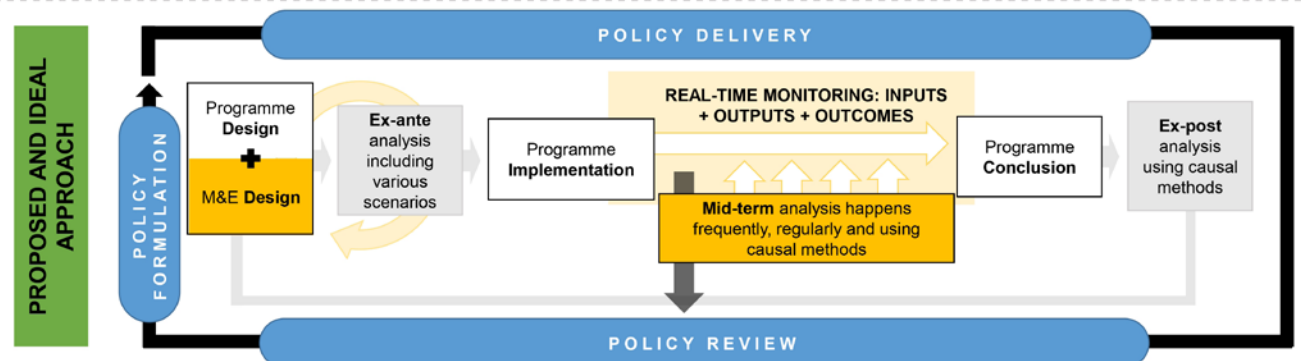 PROPOSED AND IDEAL
APPROACH
POLICY DELIVERY
POLICY
FORMULATION
Programme
Design
+
M&E Design
Ex-ante
analysis
including
various
scenarios
Programme
Implementation
REAL-TIME MONITORING: INPUTS
+ OUTPUTS + OUTCOMES
Mid-term analysis happens
frequently, regularly and using
causal methods
Programme
Conclusion
Ex-post
analysis
using causal
methods
POLICY REVIEW